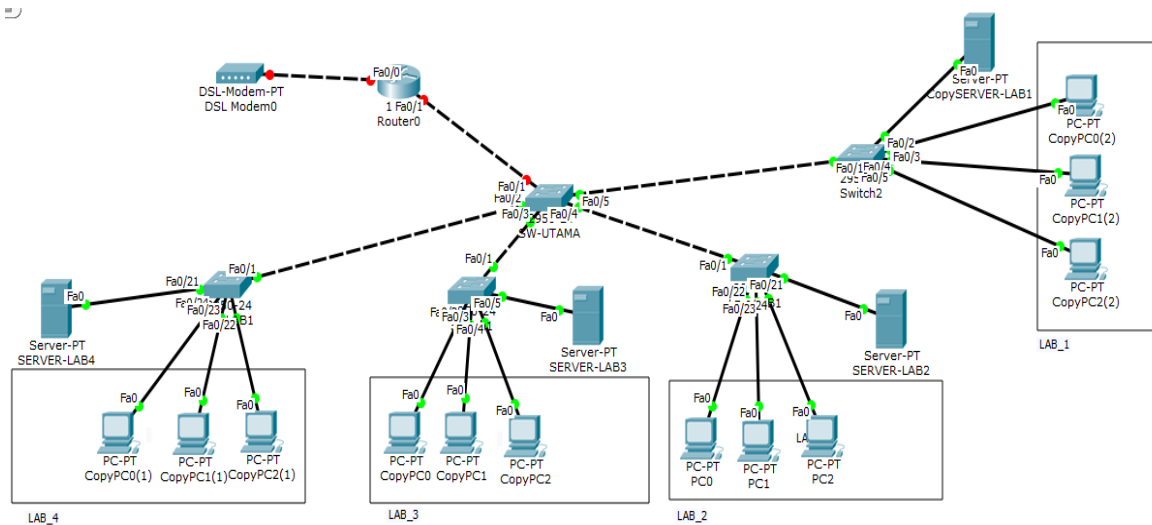 Fa0/0
DSL-Modem-PT
DSL Modem0
1 Fa0/1
Router0
Server-PT
Fa0
CopySERVER-LAB1
Fa0
PC-PT
CopyPC0(2)
Fa0/2
Fa0/3
Fa0/1
Fa0/4
Fa0/5
Switch2
Fa0
PC-PT
CopyPC1(2)
Fa0
PC-PT
CopyPC2(2)
LAB_1
Fa0/1
Fa0/2
Fa0/3
Fa0/4
Fa0/5
SW-UTAMA
Fa0/1
Fa0/21
Fa0/23
Fa0/22
Fa0
Server-PT
SERVER-LAB4
Fa0/1
Fa0/5
Fa0/3
Fa0/4
Fa0
Server-PT
SERVER-LAB3
Fa0/1
Fa0/21
Fa0/22
Fa0/23
Fa0
Server-PT
SERVER-LAB2
Fa0
Fa0
Fa0
PC-PT
CopyPC0(1)
PC-PT
CopyPC1(1)
PC-PT
CopyPC2(1)
LAB_4
Fa0
Fa0
Fa0
PC-PT
CopyPC0
PC-PT
CopyPC1
PC-PT
CopyPC2
LAB_3
Fa0
Fa0
Fa0
PC-PT
PC0
PC-PT
PC1
PC-PT
PC2
LAB_2